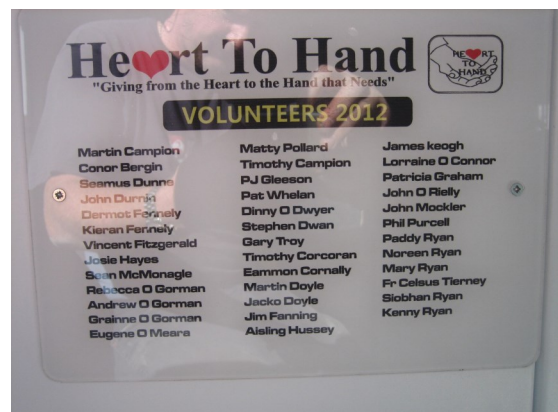 Heart To Hand
"Giving from the Heart to the Hand that Needs"
HEART
TO
HAND
VOLUNTEERS 2012
Martin Campion
Conor Bergin
Seamus Dunne
John Durnin
Dermot Fennely
Kieran Fennely
Vincent Fitzgerald
Josie Hayes
Sean McMonagle
Rebecca O Gorman
Andrew O Gorman
Grainne O Gorman
Eugene O Meara
Matty Pollard
Timothy Campion
PJ Gleeson
Pat Whelan
Dinny O Dwyer
Stephen Dwan
Gary Troy
Timothy Corcoran
Eammon Cornally
Martin Doyle
Jacko Doyle
Jim Fanning
Aisling Hussey
James keogh
Lorraine O Connor
Patricia Graham
John O Rielly
John Mockler
Phil Purcell
Paddy Ryan
Noreen Ryan
Mary Ryan
Fr Celsus Tierney
Siobhan Ryan
Kenny Ryan